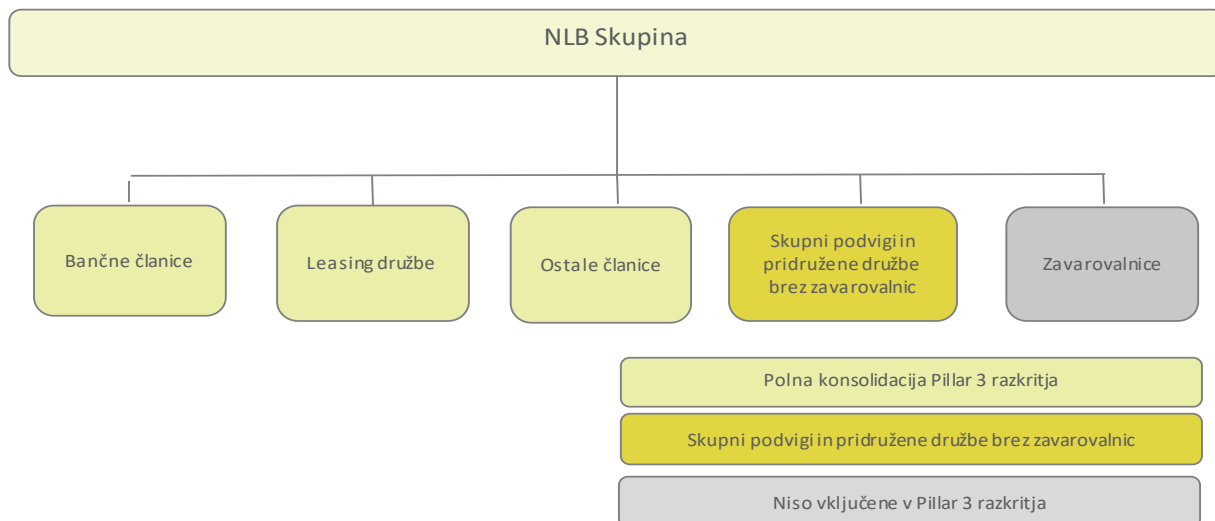 NLB Skupina
Bančne članice
Leasing družbe
Ostale članice
Skupni podvigi in
pridružene družbe
brez zavarovalnic
Zavarovalnice
Polna konsolidacija Pillar 3 razkritja
Skupni podvigi in pridružene družbe brez zavarovalnic
Niso vključene v Pillar 3 razkritja